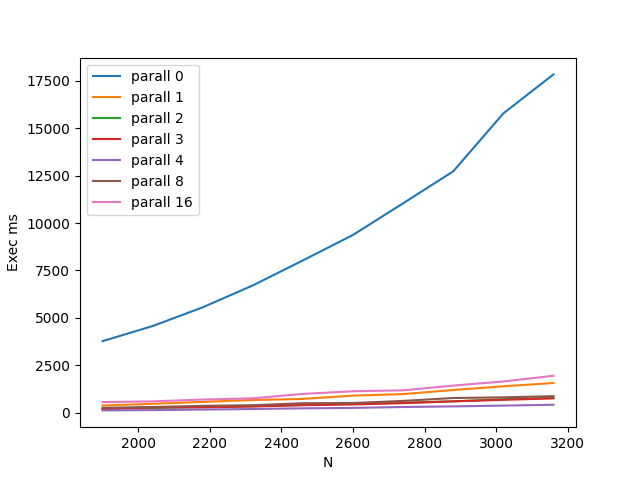 17500
15000
12500
10000
7500
5000
2500
0
Exec ms
parall 0
parall 1
parall 2
parall 3
parall 4
parall 8
parall 16
2000
2200
2400
2600
2800
3000
3200
N